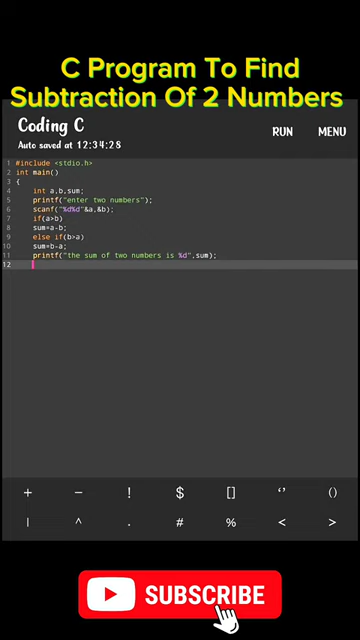 C Program To Find
Subtraction Of 2 Numbers
Coding C
RUN
MENU
Auto saved at 12:34:28
1 #include <stdio.h>
2 int main()
3 {
4 int a,b,sum;
5 printf("enter two numbers");
6 scanf("%d%d"&a,&b);
7 if(a>b)
8 sum=a-b;
9 else if(b>a)
10 sum=b-a;
11 printf("the sum of two numbers is %d",sum);
12
+ − ! $ [] ‘’ ()
| ^ . # % < >
SUBSCRIBE